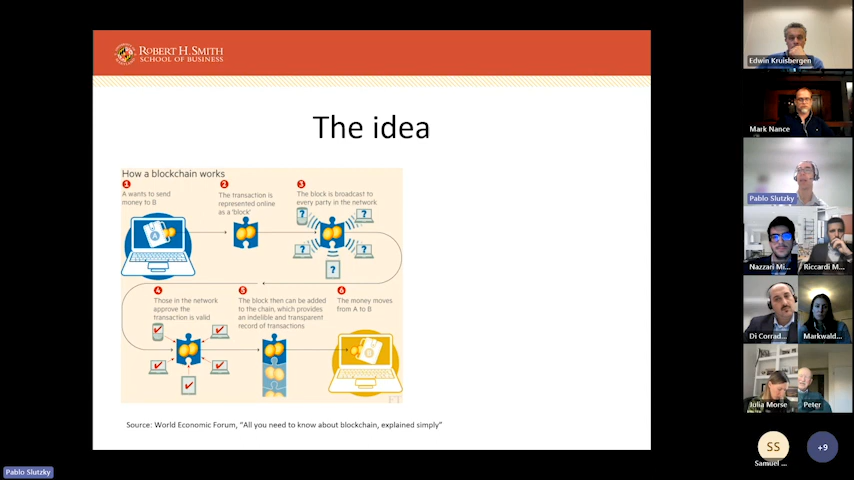 ROBERT H. SMITH
SCHOOL OF BUSINESS
The idea
How a blockchain works
1
A wants to send
money to B
2
The transaction is
represented online
as a 'block'
3
The block is broadcast to
every party in the network
4
Those in the network
approve the
transaction is valid
5
The block then can be added
to the chain, which provides
an indelible and transparent
record of transactions
6
The money moves
from A to B
FT
Source: World Economic Forum, "All you need to know about blockchain, explained simply"
Edwin Kruisbergen
Mark Nance
Pablo Slutzky
Nazzari Mi...
Riccardi M...
Di Corrad...
Markwald...
Julia Morse
Peter
SS
Samuel ...
+9
Pablo Slutzky